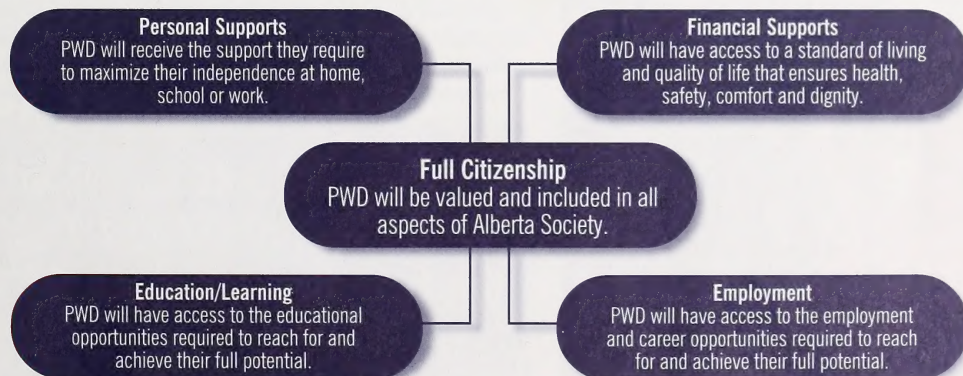 Personal Supports
PWD will receive the support they require
to maximize their independence at home,
school or work.
Financial Supports
PWD will have access to a standard of living
and quality of life that ensures health,
safety, comfort and dignity.
Full Citizenship
PWD will be valued and included in all
aspects of Alberta Society.
Education/Learning
PWD will have access to the educational
opportunities required to reach for and
achieve their full potential.
Employment
PWD will have access to the employment
and career opportunities required to reach
for and achieve their full potential.